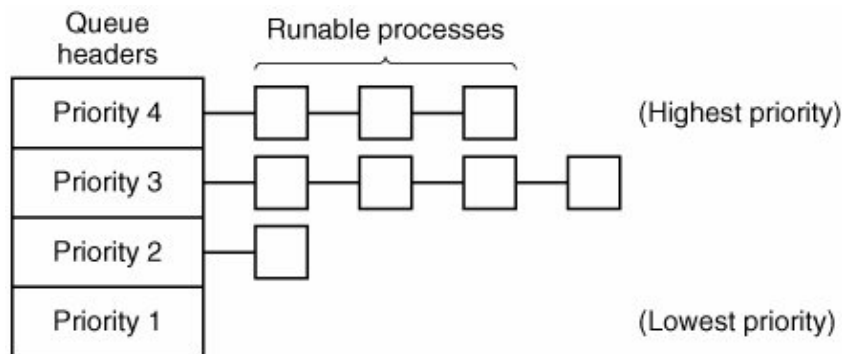 Queue
headers
Runable processes
Priority 4
(Highest priority)
Priority 3
Priority 2
Priority 1
(Lowest priority)